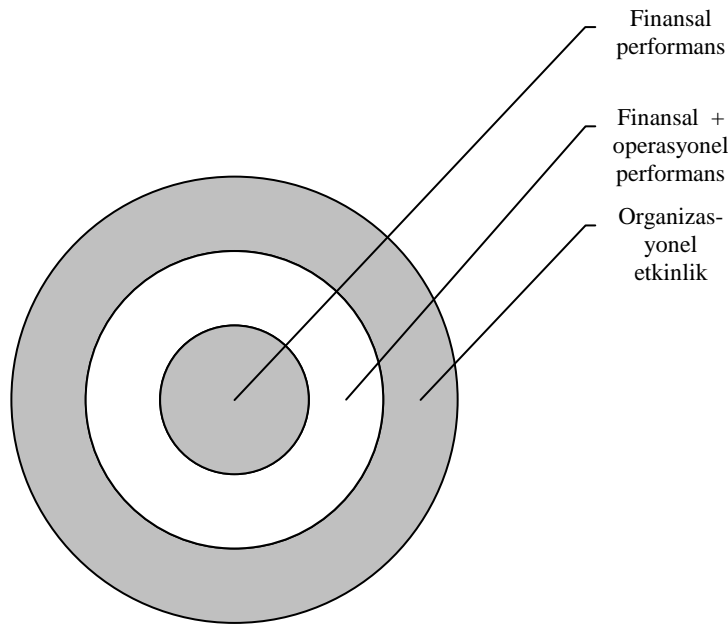 Finansal
performans
Finansal +
operasyonel
performans
Organizas-
yonel
etkinlik